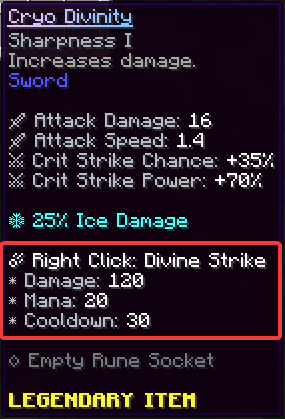 Cryo Divinity
Sharpness I
Increases damage.
Sword
Attack Damage: 16
Attack Speed: 1.4
Crit Strike Chance: +35%
Crit Strike Power: +70%
25% Ice Damage
Right Click: Divine Strike
Damage: 120
Mana: 20
Cooldown: 30
Empty Rune Socket
LEGENDARY ITEM